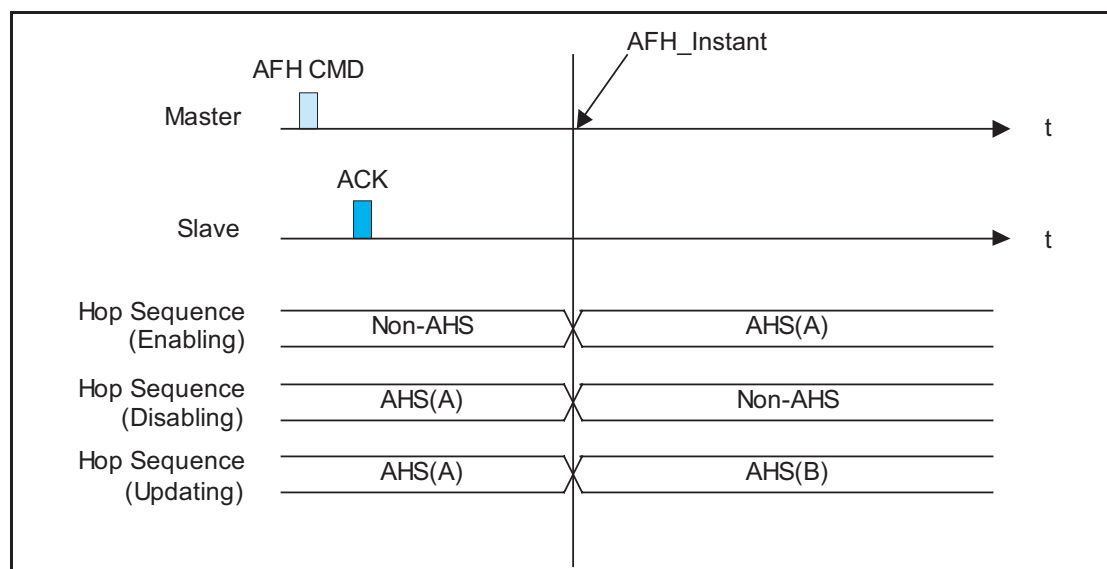 AFH_Instant
AFH CMD
Master
t
ACK
Slave
t
Hop Sequence
(Enabling)
Non-AHS
AHS(A)
Hop Sequence
(Disabling)
AHS(A)
Non-AHS
Hop Sequence
(Updating)
AHS(A)
AHS(B)